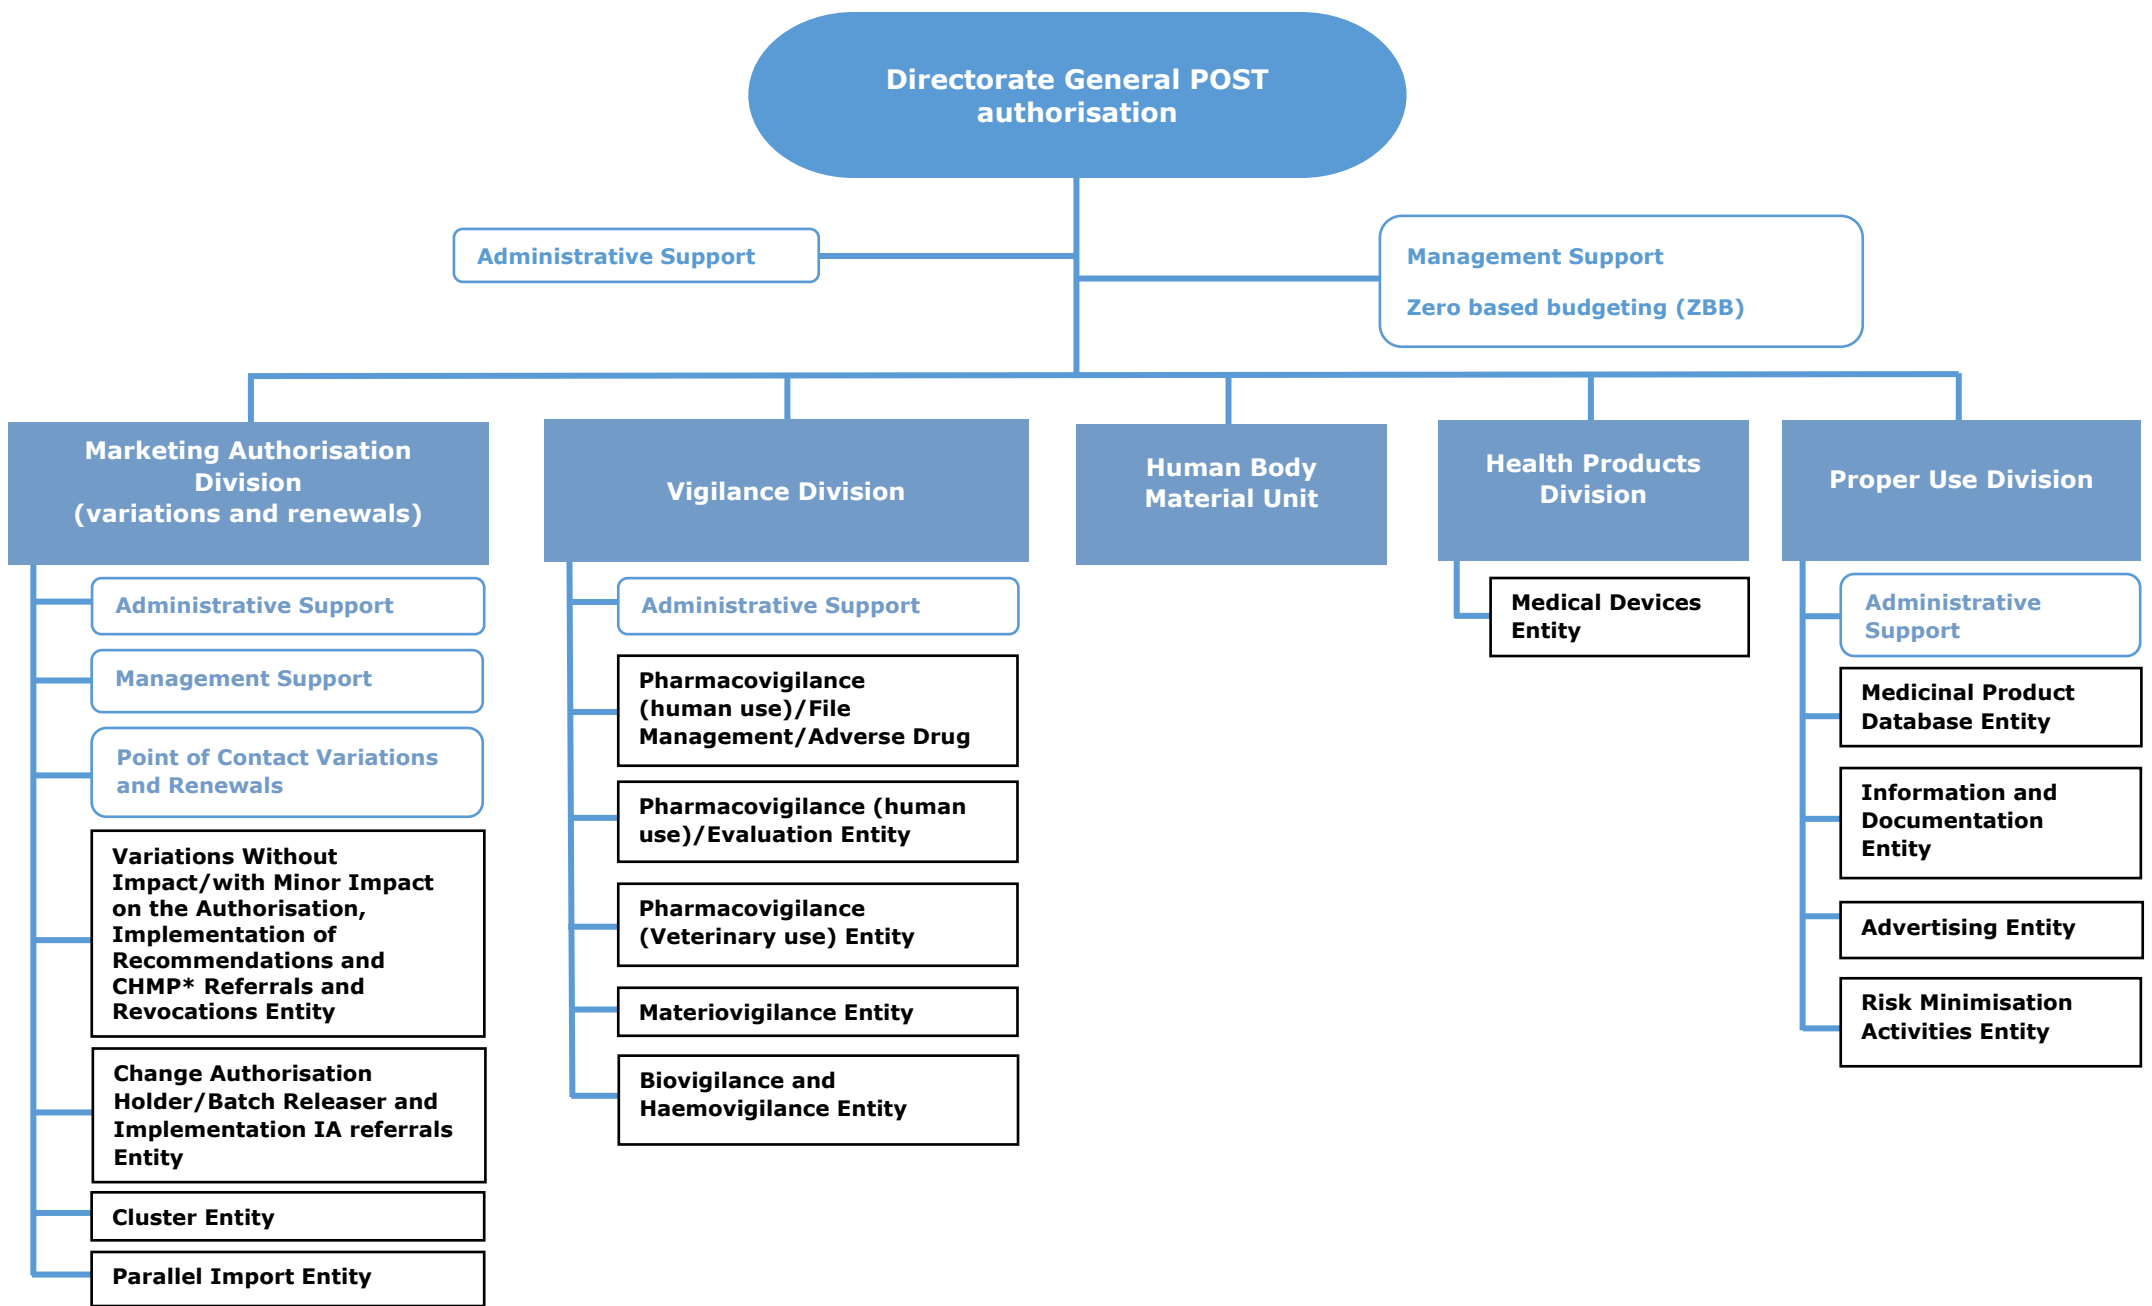 Directorate General POST
authorisation
Administrative Support
Management Support
Zero based budgeting (ZBB)
Marketing Authorisation
Division
(variations and renewals)
Administrative Support
Management Support
Point of Contact Variations
and Renewals
Variations Without
Impact/with Minor Impact
on the Authorisation,
Implementation of
Recommendations and
CHMP* Referrals and
Revocations Entity
Change Authorisation
Holder/Batch Releaser and
Implementation IA referrals
Entity
Cluster Entity
Parallel Import Entity
Vigilance Division
Administrative Support
Pharmacovigilance
(human use)/File
Management/Adverse Drug
Pharmacovigilance (human
use)/Evaluation Entity
Pharmacovigilance
(Veterinary use) Entity
Materiovigilance Entity
Biovigilance and
Haemovigilance Entity
Human Body
Material Unit
Health Products
Division
Medical Devices
Entity
Proper Use Division
Administrative
Support
Medicinal Product
Database Entity
Information and
Documentation
Entity
Advertising Entity
Risk Minimisation
Activities Entity